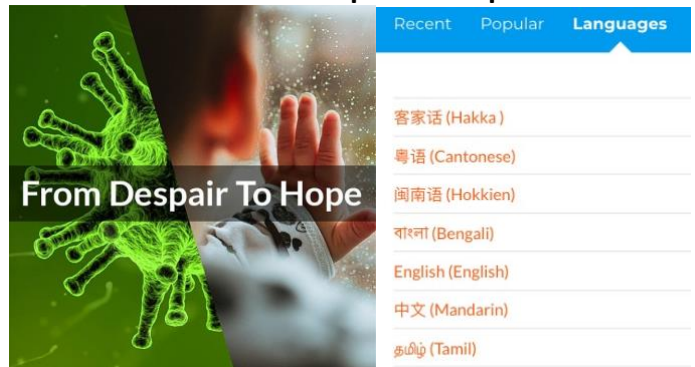 From Despair To Hope
Recent Popular Languages
客家话 (Hakka )
粤语 (Cantonese)
闽南语 (Hokkien)
বাংলা (Bengali)
English (English)
中文 (Mandarin)
தமிழ் (Tamil)